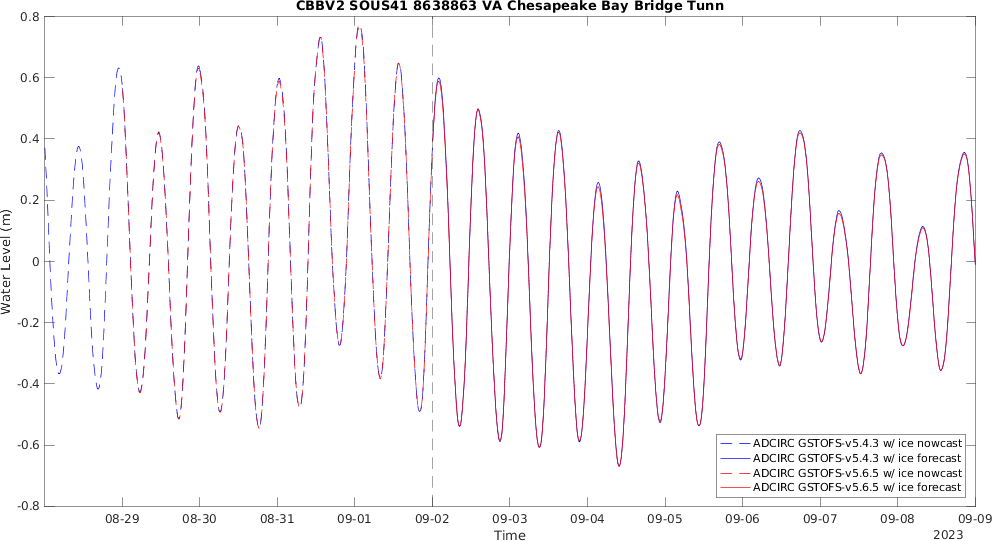 CBBV2 SOUS41 8638863 VA Chesapeake Bay Bridge Tunn
0.8
0.6
0.4
0.2
0
-0.2
-0.4
-0.6
-0.8
Water Level (m)
ADCIRC GSTOFS-v5.4.3 w/ ice nowcast
ADCIRC GSTOFS-v5.4.3 w/ ice forecast
ADCIRC GSTOFS-v5.6.5 w/ ice nowcast
ADCIRC GSTOFS-v5.6.5 w/ ice forecast
08-29 08-30 08-31 09-01 09-02 09-03 09-04 09-05 09-06 09-07 09-08 09-09
Time
2023